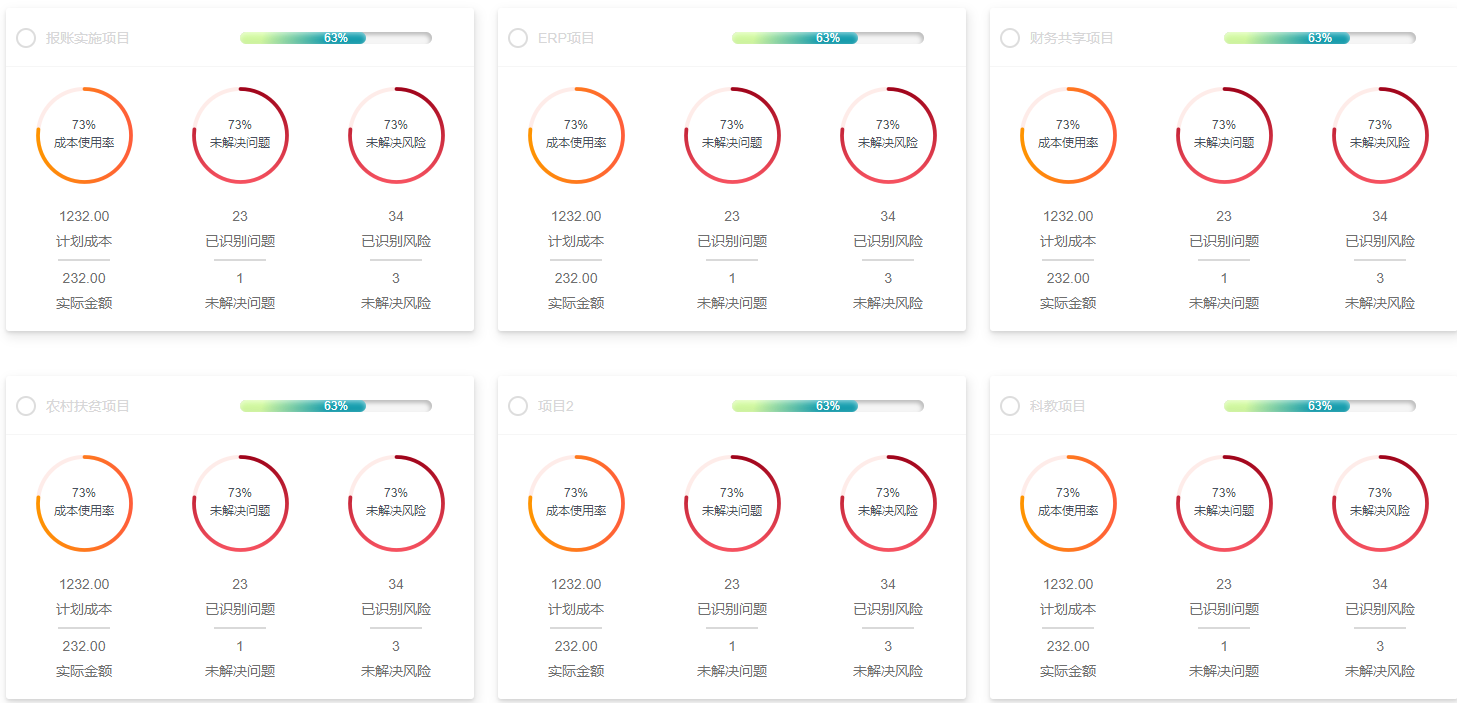 报账实施项目 63%
73% 73% 73%
成本使用率 未解决问题 未解决风险
1232.00 23 34
计划成本 已识别问题 已识别风险
232.00 1 3
实际金额 未解决问题 未解决风险
ERP项目 63%
73% 73% 73%
成本使用率 未解决问题 未解决风险
1232.00 23 34
计划成本 已识别问题 已识别风险
232.00 1 3
实际金额 未解决问题 未解决风险
财务共享项目 63%
73% 73% 73%
成本使用率 未解决问题 未解决风险
1232.00 23 34
计划成本 已识别问题 已识别风险
232.00 1 3
实际金额 未解决问题 未解决风险
农村扶贫项目 63%
73% 73% 73%
成本使用率 未解决问题 未解决风险
1232.00 23 34
计划成本 已识别问题 已识别风险
232.00 1 3
实际金额 未解决问题 未解决风险
项目2 63%
73% 73% 73%
成本使用率 未解决问题 未解决风险
1232.00 23 34
计划成本 已识别问题 已识别风险
232.00 1 3
实际金额 未解决问题 未解决风险
科教项目 63%
73% 73% 73%
成本使用率 未解决问题 未解决风险
1232.00 23 34
计划成本 已识别问题 已识别风险
232.00 1 3
实际金额 未解决问题 未解决风险